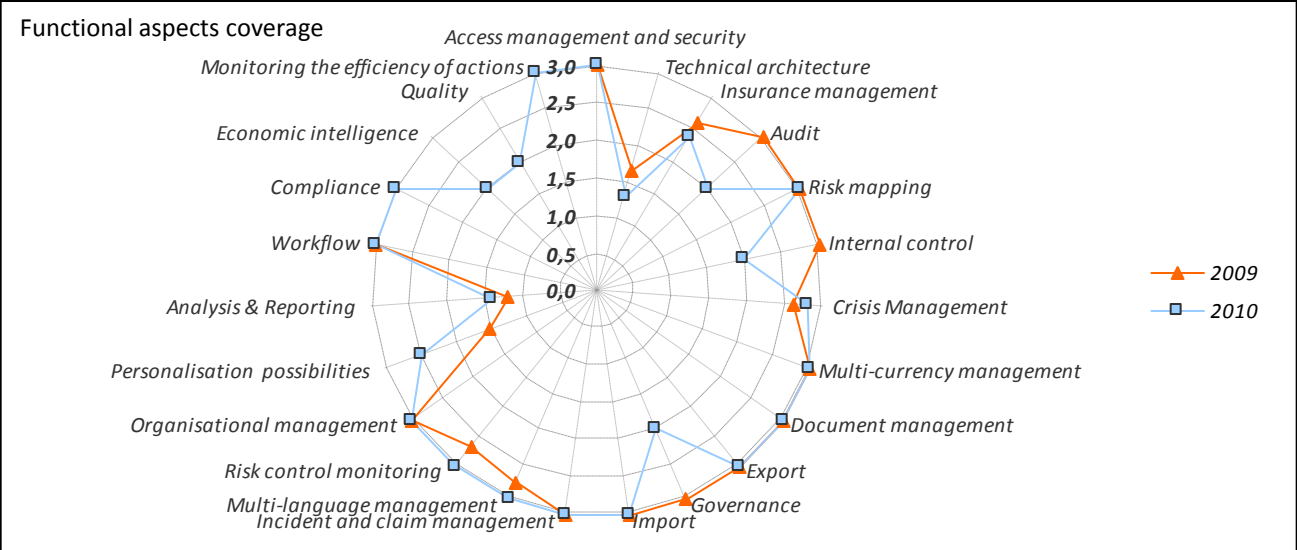 Functional aspects coverage
Access management and security
Monitoring the efficiency of actions
3,0
Technical architecture
Quality
Insurance management
2,5
Economic intelligence
2,0
Audit
Compliance
1,5
Risk mapping
1,0
Workflow
Internal control
0,5
0,0
Analysis & Reporting
Crisis Management
Personalisation possibilities
Multi-currency management
Organisational management
Document management
Risk control monitoring
Export
Multi-language management
Governance
Incident and claim management
Import
2009
2010